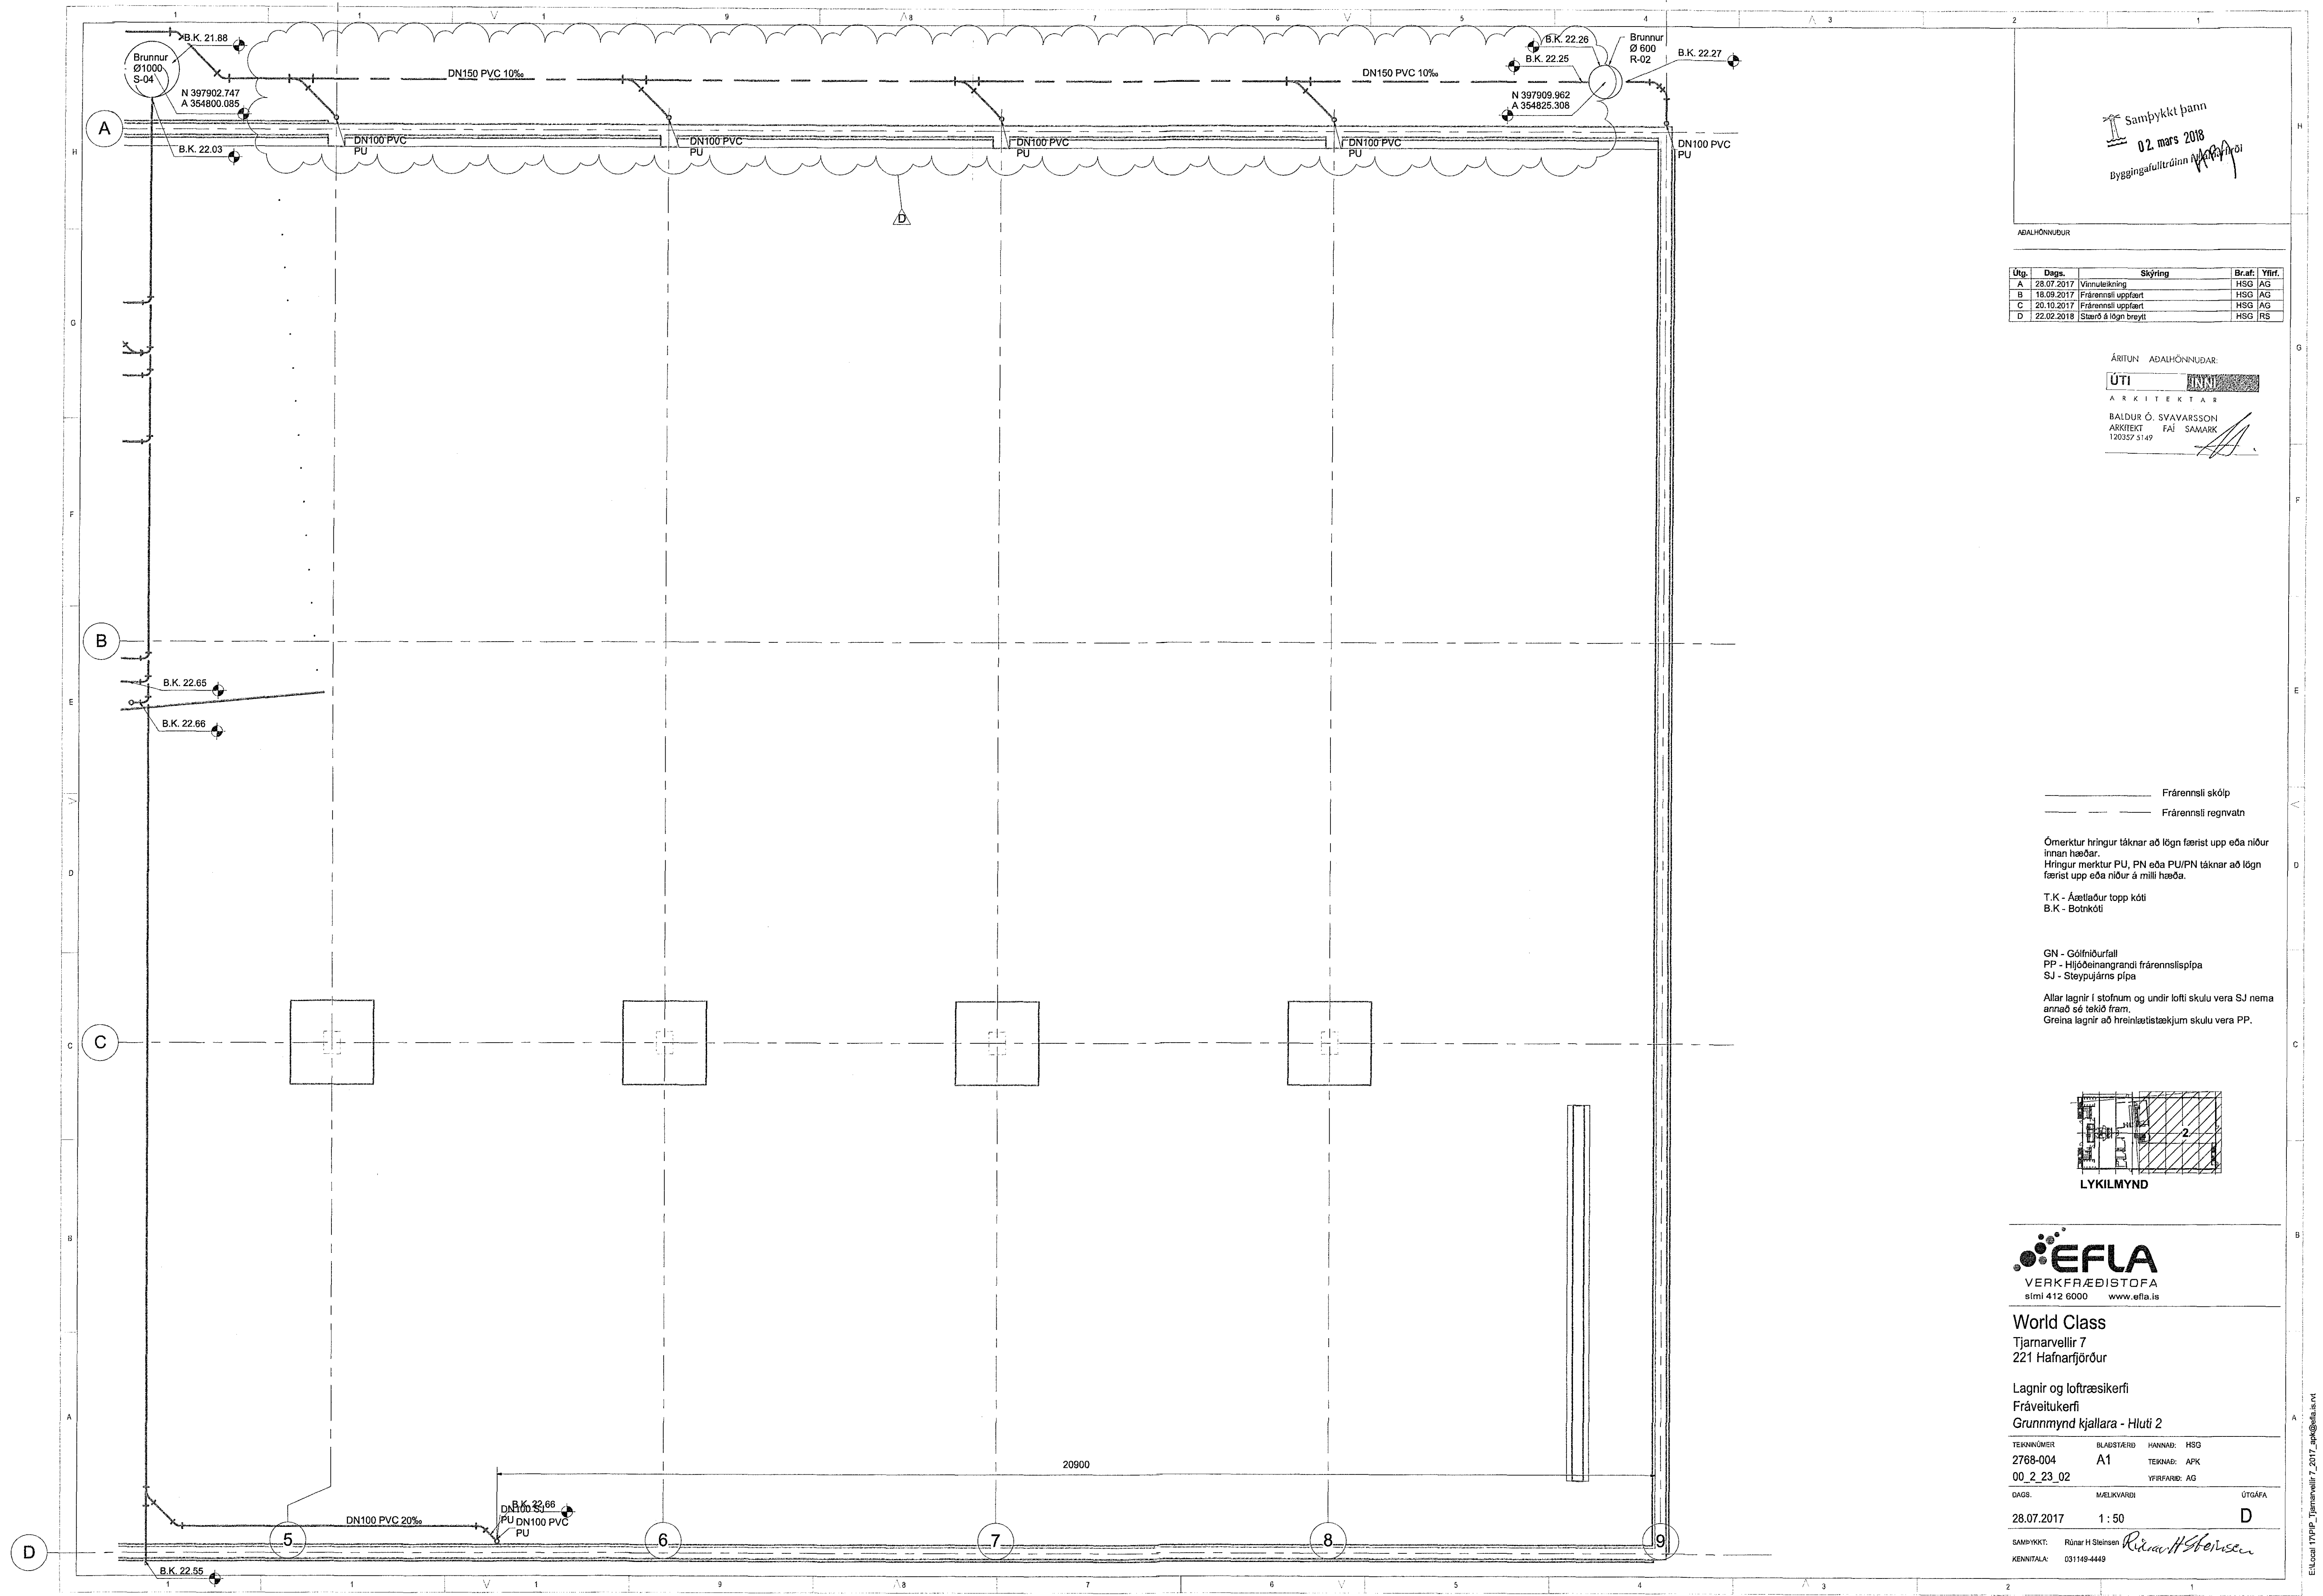 B.K. 21.88
Brunnur
Ø1000
S-04
N 397902.747
A 354800.085
B.K. 22.03
DN150 PVC 10‰
DN150 PVC 10‰
B.K. 22.26
B.K. 22.25
Brunnur
Ø 600
R-02
B.K. 22.27
N 397909.962
A 354825.308
A
DN100 PVC
PU
DN100 PVC
PU
DN100 PVC
PU
DN100 PVC
PU
DN100 PVC
PU
D
B
B.K. 22.65
B.K. 22.66
C
20900
B.K. 22.66
DN100 SJ
PU
DN100 PVC
PU
DN100 PVC 20‰
5
6
7
8
9
D
B.K. 22.55
Samþykkt þann
02. mars 2018
AÐALHÖNNUÐUR
Útg. Dags. Skýring Br.af: Yfirf.
A 28.07.2017 Vinnuteikning HSG AG
B 18.09.2017 Frárennsli uppfært HSG AG
C 20.10.2017 Frárennsli uppfært HSG AG
D 22.02.2018 Stærð á lögn breytt HSG RS
ÁRITUN AÐALHÖNNUÐAR:
ÚTI INNI
ARKITEKTAR
BALDUR Ó. SVAVARSSON
ARKITEKT FAÍ SAMARK
120357 5149
Frárennsli skólp
Frárennsli regnvatn
Ómerktur hringur táknar að lögn færist upp eða niður
innan hæðar.
Hringur merktur PU, PN eða PU/PN táknar að lögn
færist upp eða niður á milli hæða.
T.K - Áætlaður topp kóti
B.K - Botnkóti
GN - Gólfniðurfall
PP - Hljóðeinangrandi frárennslispípa
SJ - Steypujárns pípa
Allar lagnir í stofnum og undir lofti skulu vera SJ nema
annað sé tekið fram.
Greina lagnir að hreinlætistækjum skulu vera PP.
2
LYKILMYND
EFLA
VERKFRÆÐISTOFA
sími 412 6000 www.efla.is
World Class
Tjarnarvellir 7
221 Hafnarfjörður
Lagnir og loftræsikerfi
Fráveitukerfi
Grunnmynd kjallara - Hluti 2
TEIKNINÚMER BLAÐSTÆRÐ HANNAÐ: HSG
2768-004 A1 TEIKNAÐ: APK
00_2_23_02 YFIRFARIÐ: AG
DAGS. MÆLIKVARÐI ÚTGÁFA
28.07.2017 1 : 50 D
SAMÞYKKT: Rúnar H Steinsen Rúnar H Steinsen
KENNITALA: 031149-4449
E:\Local 17\PIP_Tjarnarvellir 7_2017_apk@efla.is.rvt